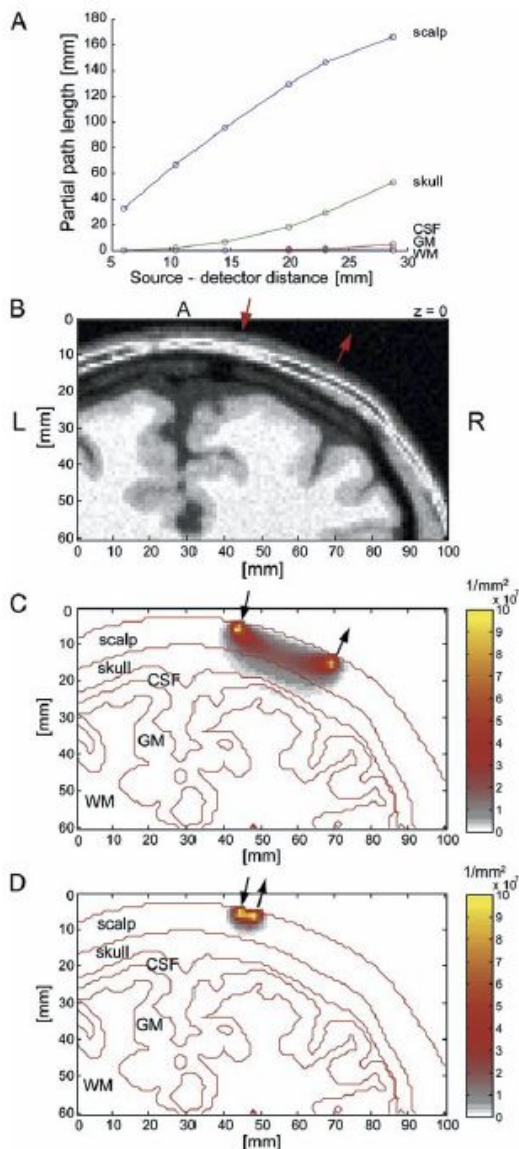 A
Partial path length [mm]
180
160
140
120
100
80
60
40
20
0
scalp
skull
CSF
GM
WM
5 10 15 20 25 30
Source - detector distance [mm]
B
A
z = 0
L
R
[mm]
0
10
20
30
40
50
60
0 10 20 30 40 50 60 70 80 90 100
[mm]
C
1/mm²
x 10⁷
[mm]
0
10
20
30
40
50
60
scalp
skull
CSF
GM
WM
10
9
8
7
6
5
4
3
2
1
0
0 10 20 30 40 50 60 70 80 90 100
[mm]
D
1/mm²
x 10⁷
[mm]
0
10
20
30
40
50
60
scalp
skull
CSF
GM
WM
10
9
8
7
6
5
4
3
2
1
0
0 10 20 30 40 50 60 70 80 90 100
[mm]